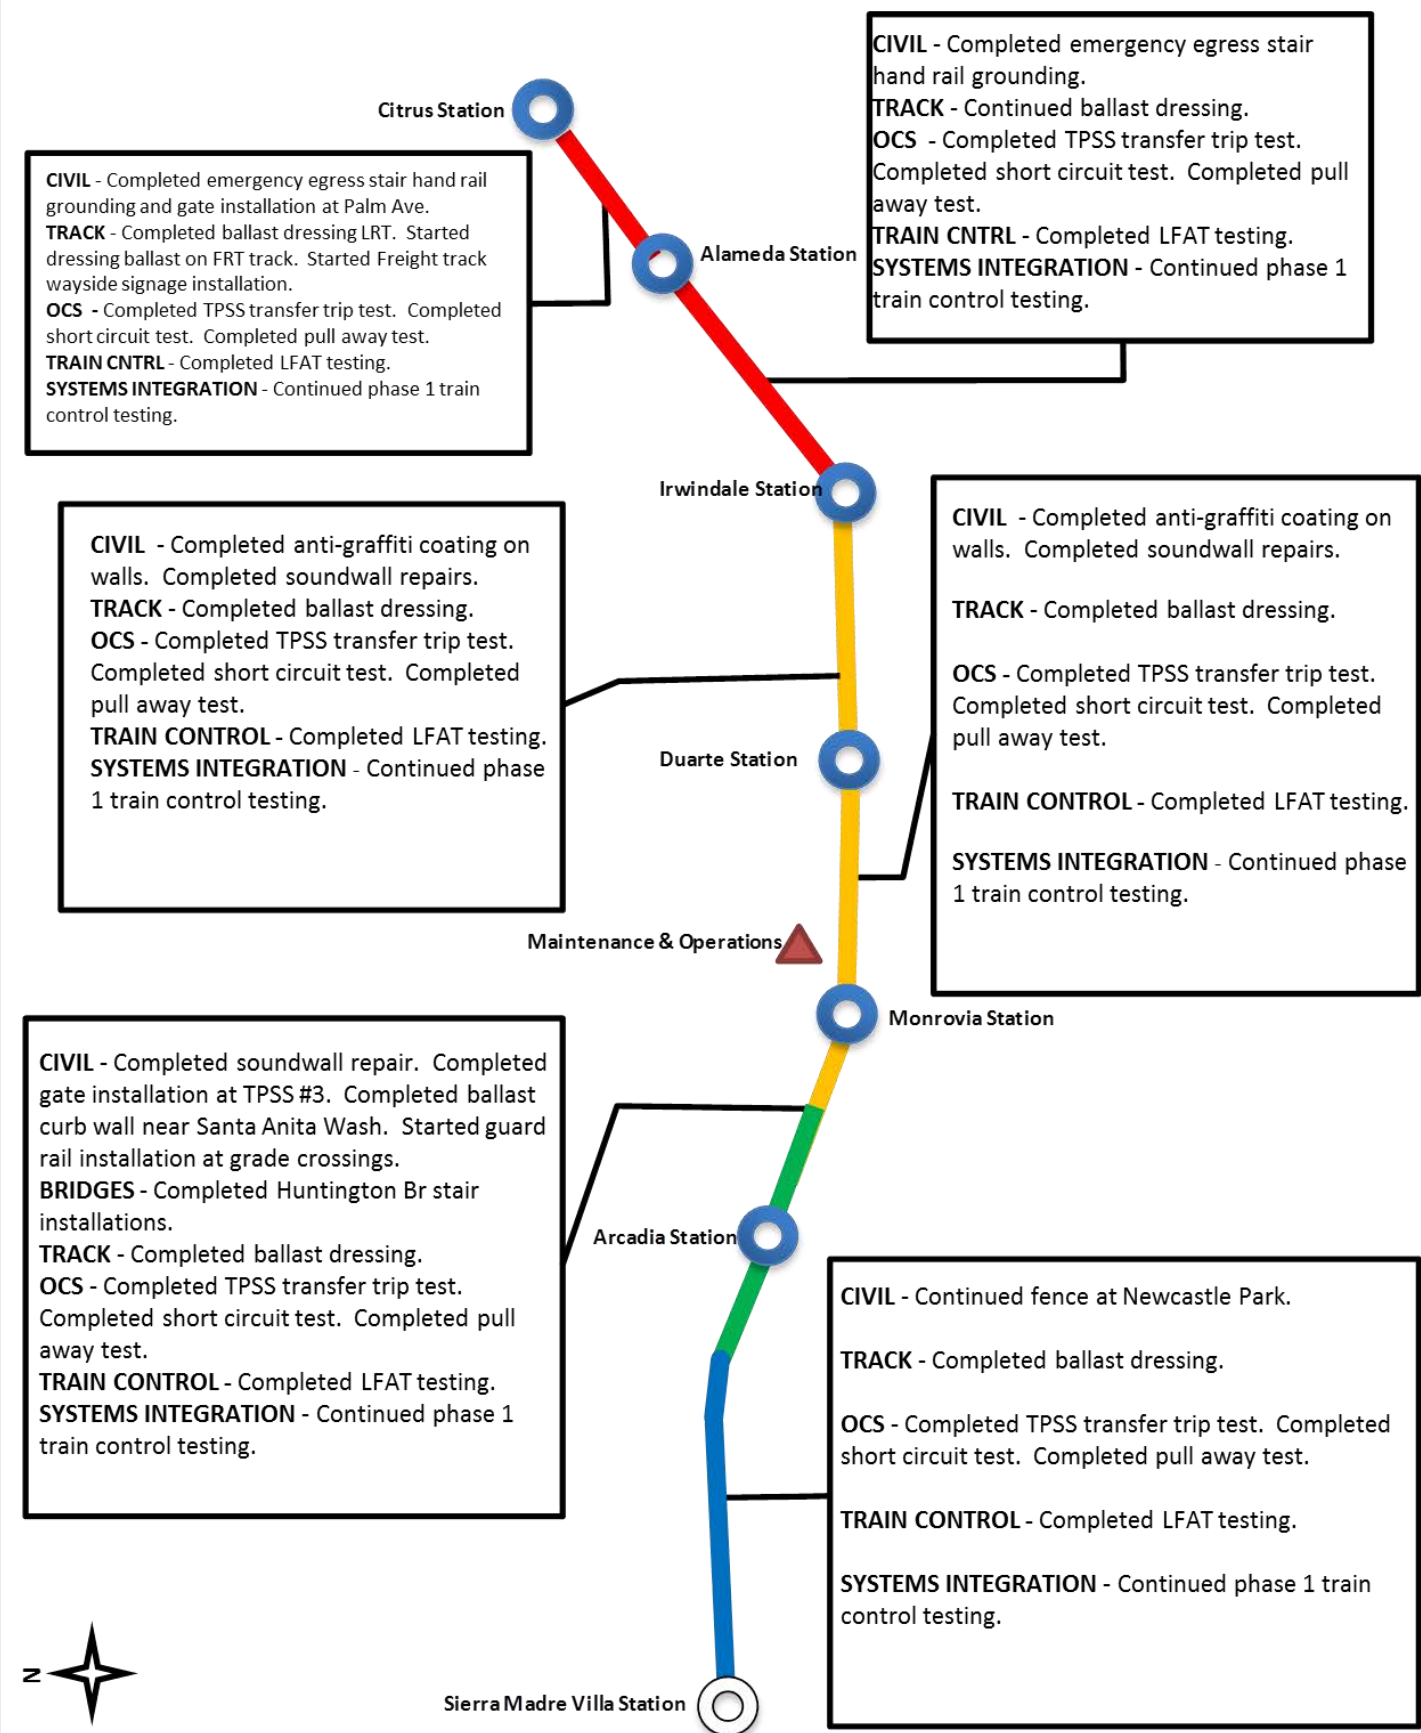 Citrus Station
CIVIL - Completed emergency egress stair
hand rail grounding.
TRACK - Continued ballast dressing.
OCS - Completed TPSS transfer trip test.
Completed short circuit test. Completed pull
away test.
TRAIN CNTRL - Completed LFAT testing.
SYSTEMS INTEGRATION - Continued phase 1
train control testing.
CIVIL - Completed emergency egress stair hand rail
grounding and gate installation at Palm Ave.
TRACK - Completed ballast dressing LRT. Started
dressing ballast on FRT track. Started Freight track
wayside signage installation.
OCS - Completed TPSS transfer trip test. Completed
short circuit test. Completed pull away test.
TRAIN CNTRL - Completed LFAT testing.
SYSTEMS INTEGRATION - Continued phase 1 train
control testing.
Alameda Station
Irwindale Station
CIVIL - Completed anti-graffiti coating on
walls. Completed soundwall repairs.
TRACK - Completed ballast dressing.
OCS - Completed TPSS transfer trip test.
Completed short circuit test. Completed
pull away test.
TRAIN CONTROL - Completed LFAT testing.
SYSTEMS INTEGRATION - Continued phase
1 train control testing.
CIVIL - Completed anti-graffiti coating on
walls. Completed soundwall repairs.
TRACK - Completed ballast dressing.
OCS - Completed TPSS transfer trip test.
Completed short circuit test. Completed
pull away test.
TRAIN CONTROL - Completed LFAT testing.
SYSTEMS INTEGRATION - Continued phase
1 train control testing.
Duarte Station
Maintenance & Operations
Monrovia Station
CIVIL - Completed soundwall repair. Completed
gate installation at TPSS #3. Completed ballast
curb wall near Santa Anita Wash. Started guard
rail installation at grade crossings.
BRIDGES - Completed Huntington Br stair
installations.
TRACK - Completed ballast dressing.
OCS - Completed TPSS transfer trip test.
Completed short circuit test. Completed pull
away test.
TRAIN CONTROL - Completed LFAT testing.
SYSTEMS INTEGRATION - Continued phase 1
train control testing.
Arcadia Station
CIVIL - Continued fence at Newcastle Park.
TRACK - Completed ballast dressing.
OCS - Completed TPSS transfer trip test. Completed
short circuit test. Completed pull away test.
TRAIN CONTROL - Completed LFAT testing.
SYSTEMS INTEGRATION - Continued phase 1 train
control testing.
N
Sierra Madre Villa Station